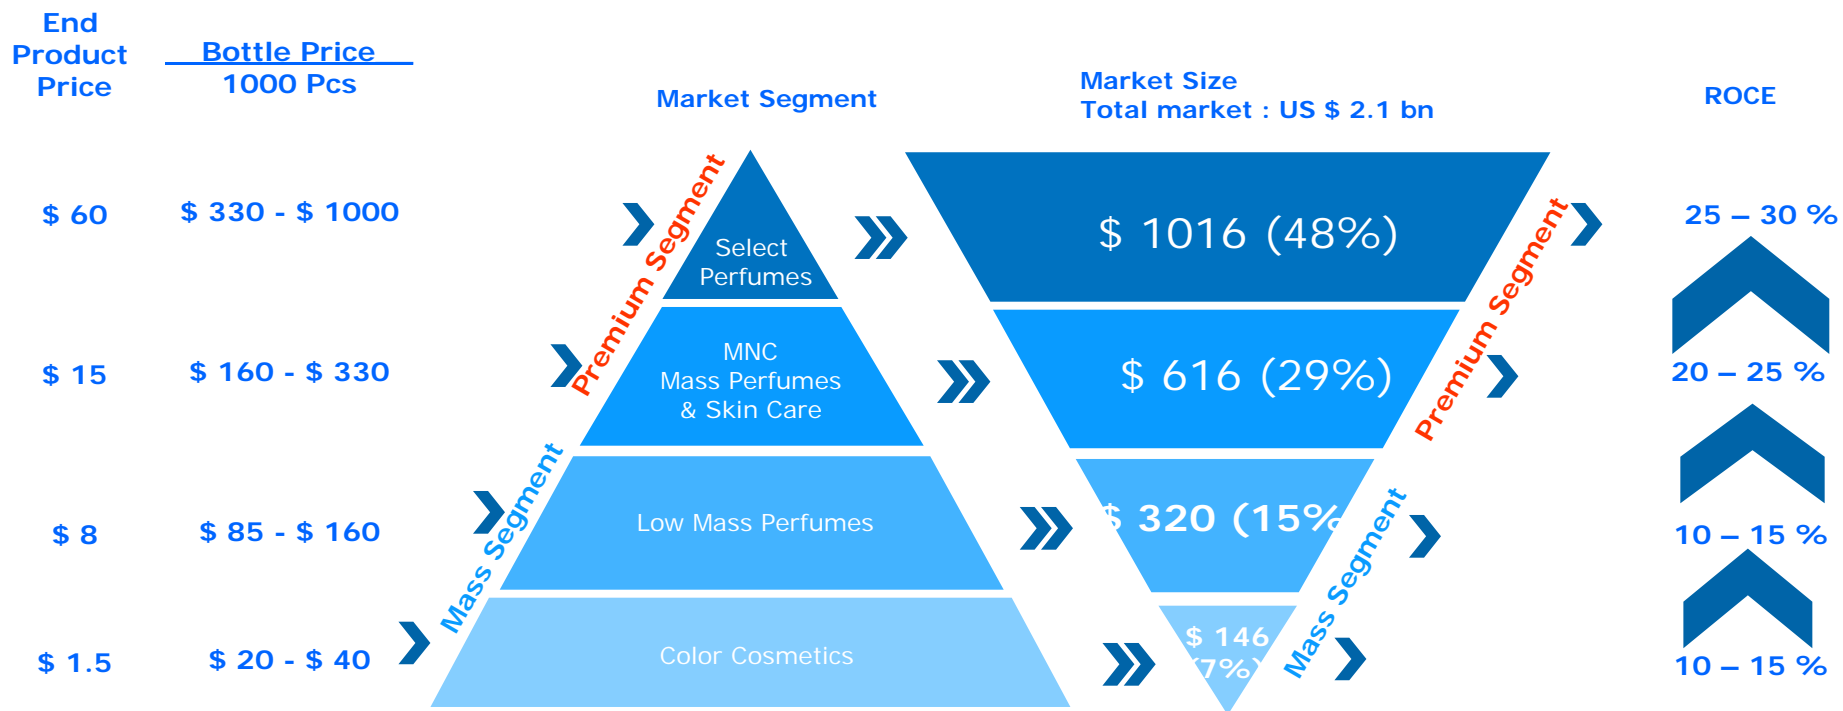 End
Product
Price
Bottle Price
1000 Pcs
Market Segment
Market Size
Total market : US $ 2.1 bn
ROCE
$ 60
$ 330 - $ 1000
Premium Segment
Select
Perfumes
$ 1016 (48%)
Premium Segment
25 – 30 %
$ 15
$ 160 - $ 330
MNC
Mass Perfumes
& Skin Care
$ 616 (29%)
20 – 25 %
$ 8
$ 85 - $ 160
Mass Segment
Low Mass Perfumes
$ 320 (15%
Mass Segment
10 – 15 %
$ 1.5
$ 20 - $ 40
Color Cosmetics
$ 146
(7%)
10 – 15 %